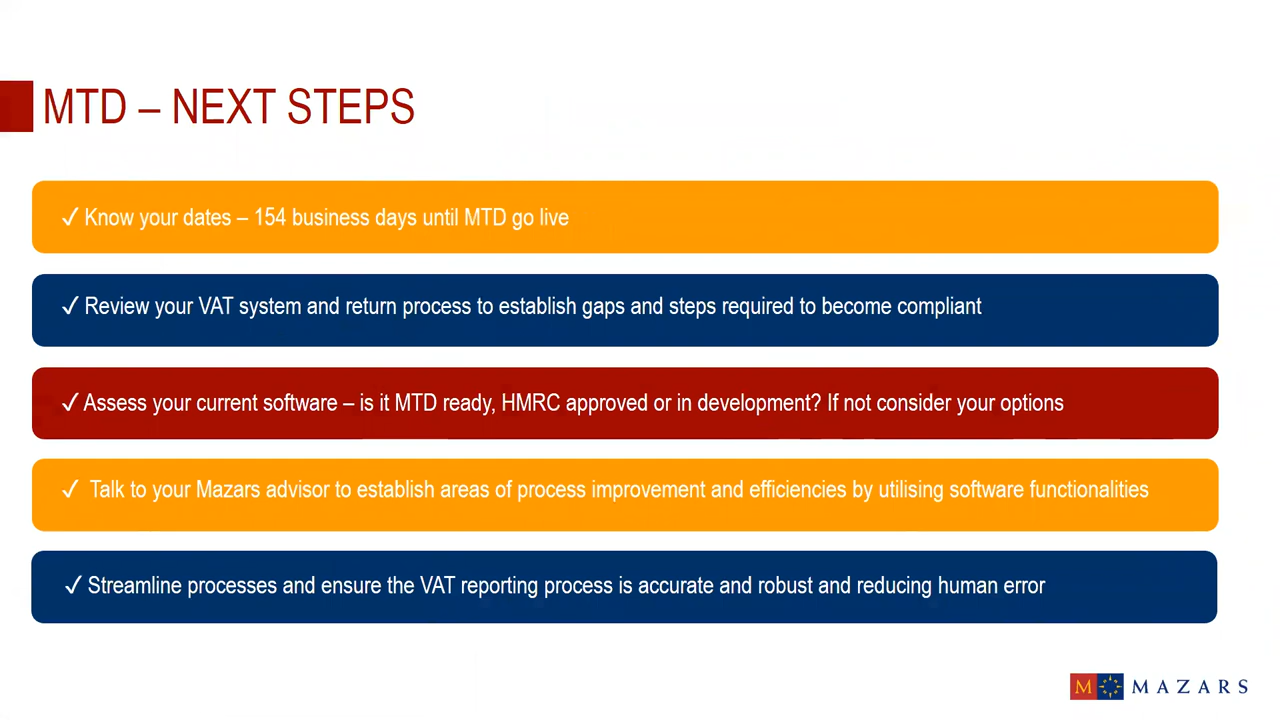 MTD – NEXT STEPS
✓ Know your dates – 154 business days until MTD go live
✓ Review your VAT system and return process to establish gaps and steps required to become compliant
✓ Assess your current software – is it MTD ready, HMRC approved or in development? If not consider your options
✓ Talk to your Mazars advisor to establish areas of process improvement and efficiencies by utilising software functionalities
✓ Streamline processes and ensure the VAT reporting process is accurate and robust and reducing human error
M MAZARS